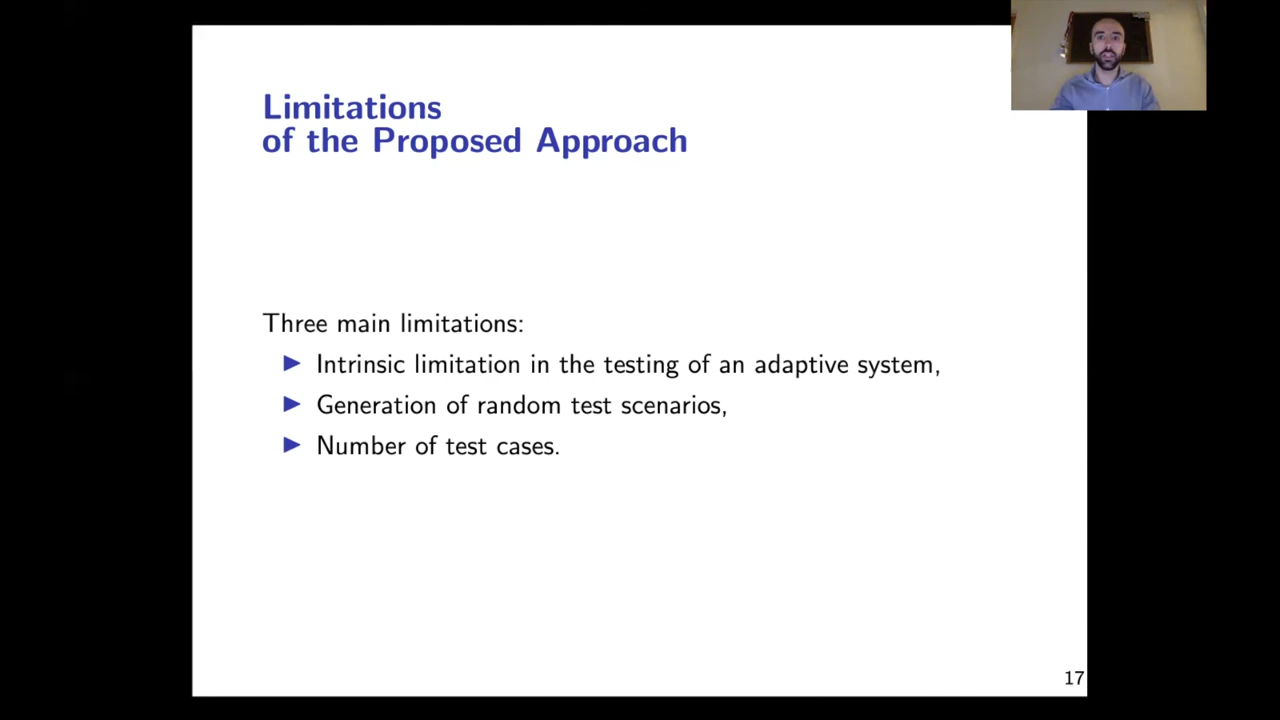 Limitations
of the Proposed Approach
Three main limitations:
▶ Intrinsic limitation in the testing of an adaptive system,
▶ Generation of random test scenarios,
▶ Number of test cases.
17